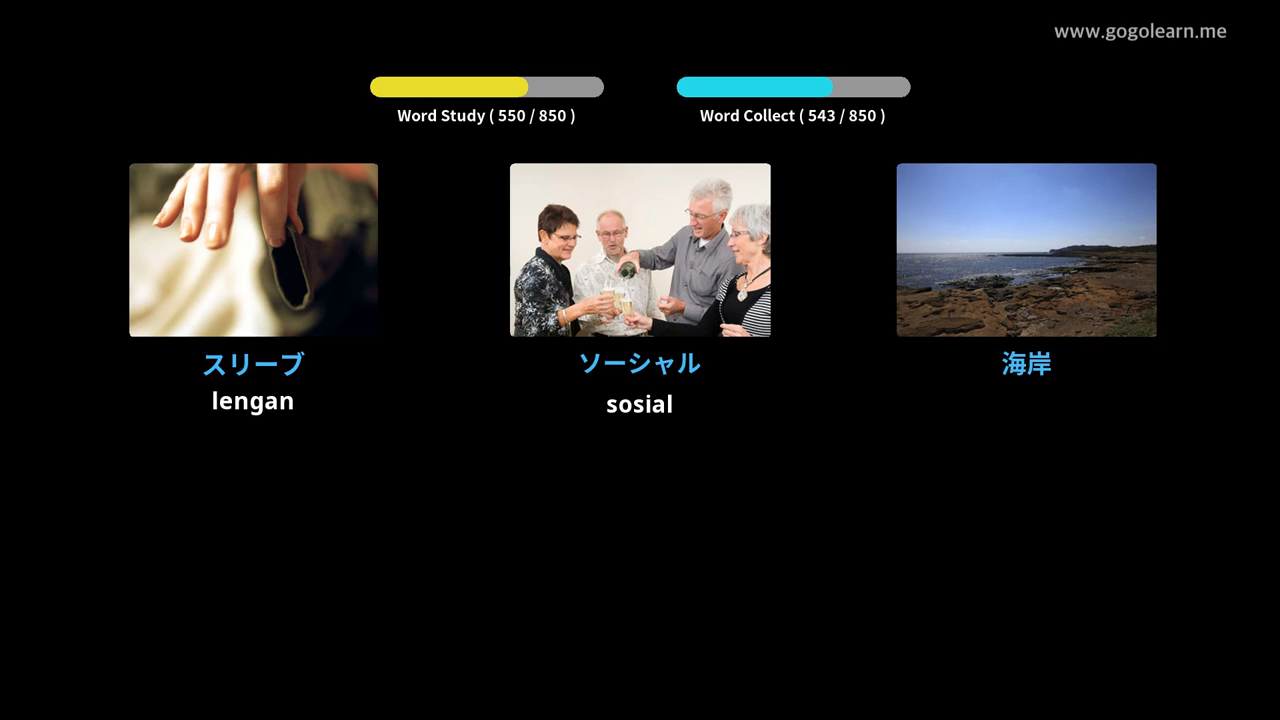 www.gogolearn.me
Word Study ( 550 / 850 )
Word Collect ( 543 / 850 )
スリーブ
ソーシャル
海岸
lengan
sosial